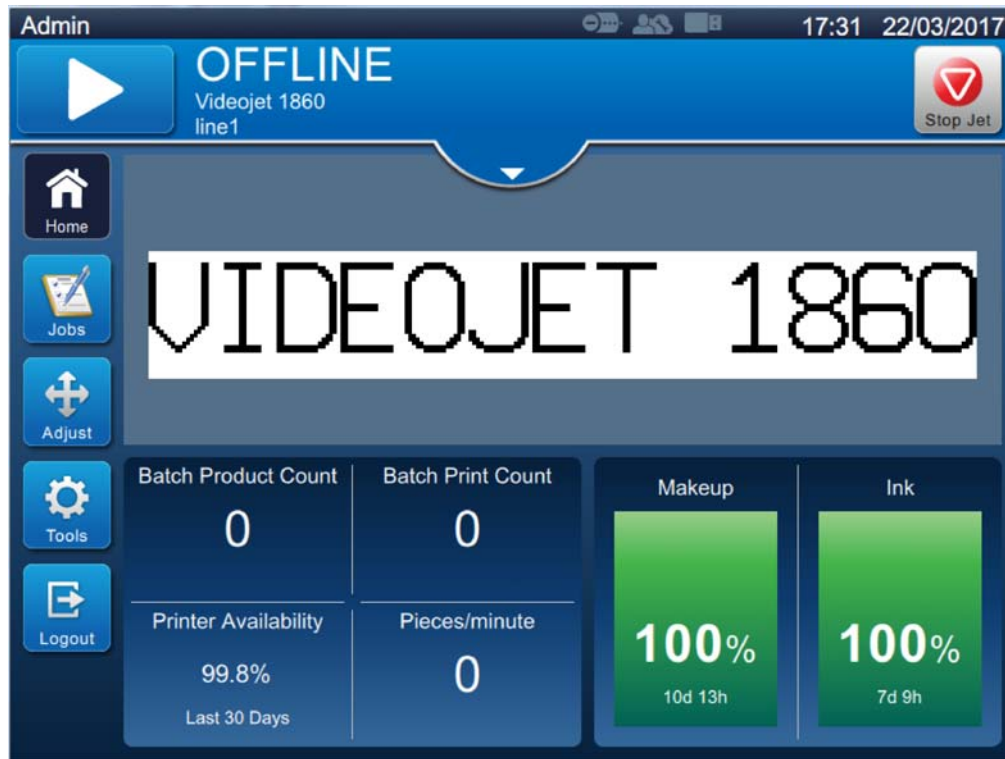 Admin
17:31 22/03/2017
OFFLINE
Videojet 1860
line1
Stop Jet
Home
Jobs
Adjust
Tools
Logout
VIDEOJET 1860
Batch Product Count
0
Batch Print Count
0
Printer Availability
99.8%
Last 30 Days
Pieces/minute
0
Makeup
100%
10d 13h
Ink
100%
7d 9h